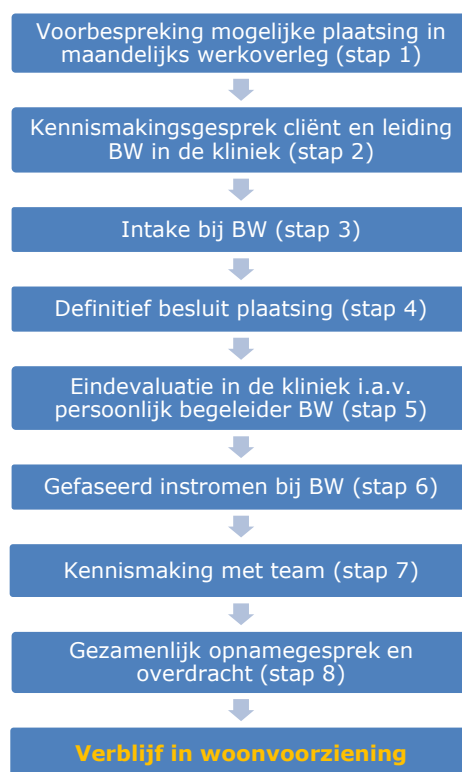 Voorbespreking mogelijke plaatsing in
maandelijks werkoverleg (stap 1)
Kennismakingsgesprek cliënt en leiding
BW in de kliniek (stap 2)
Intake bij BW (stap 3)
Definitief besluit plaatsing (stap 4)
Eindevaluatie in de kliniek i.a.v.
persoonlijk begeleider BW (stap 5)
Gefaseerd instromen bij BW (stap 6)
Kennismaking met team (stap 7)
Gezamenlijk opnamegesprek en
overdracht (stap 8)
Verblijf in woonvoorziening